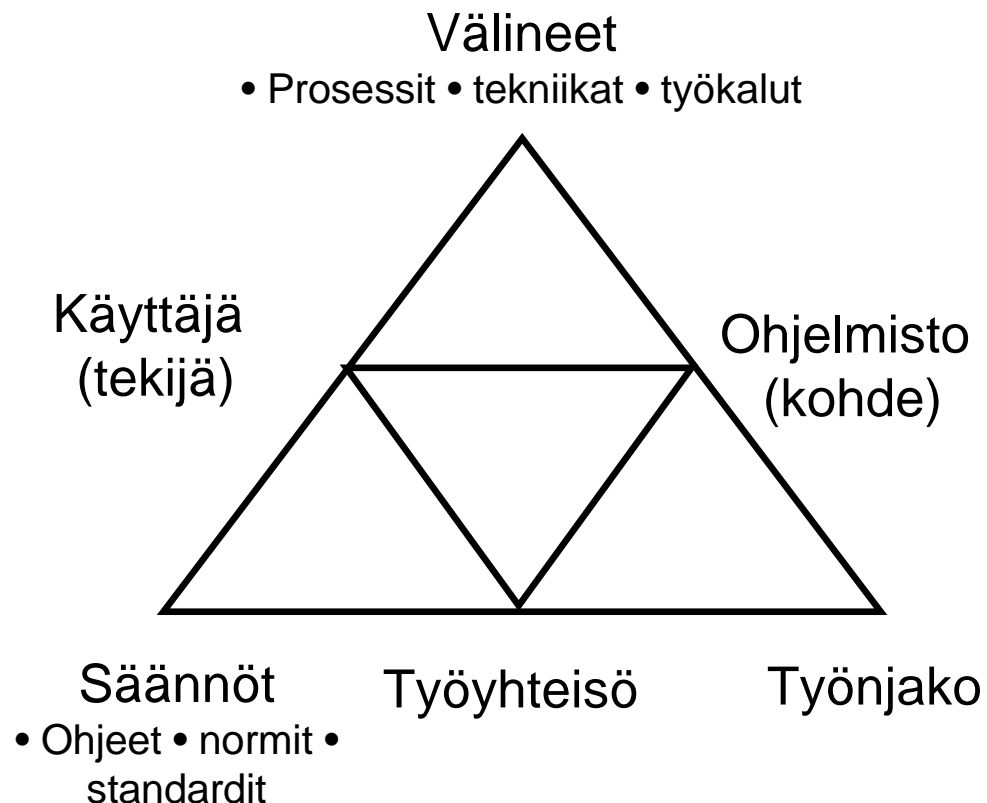 Välineet
• Prosessit • tekniikat • työkalut
Käyttäjä
(tekijä)
Ohjelmisto
(kohde)
Säännöt
• Ohjeet • normit •
standardit
Työyhteisö
Työnjako